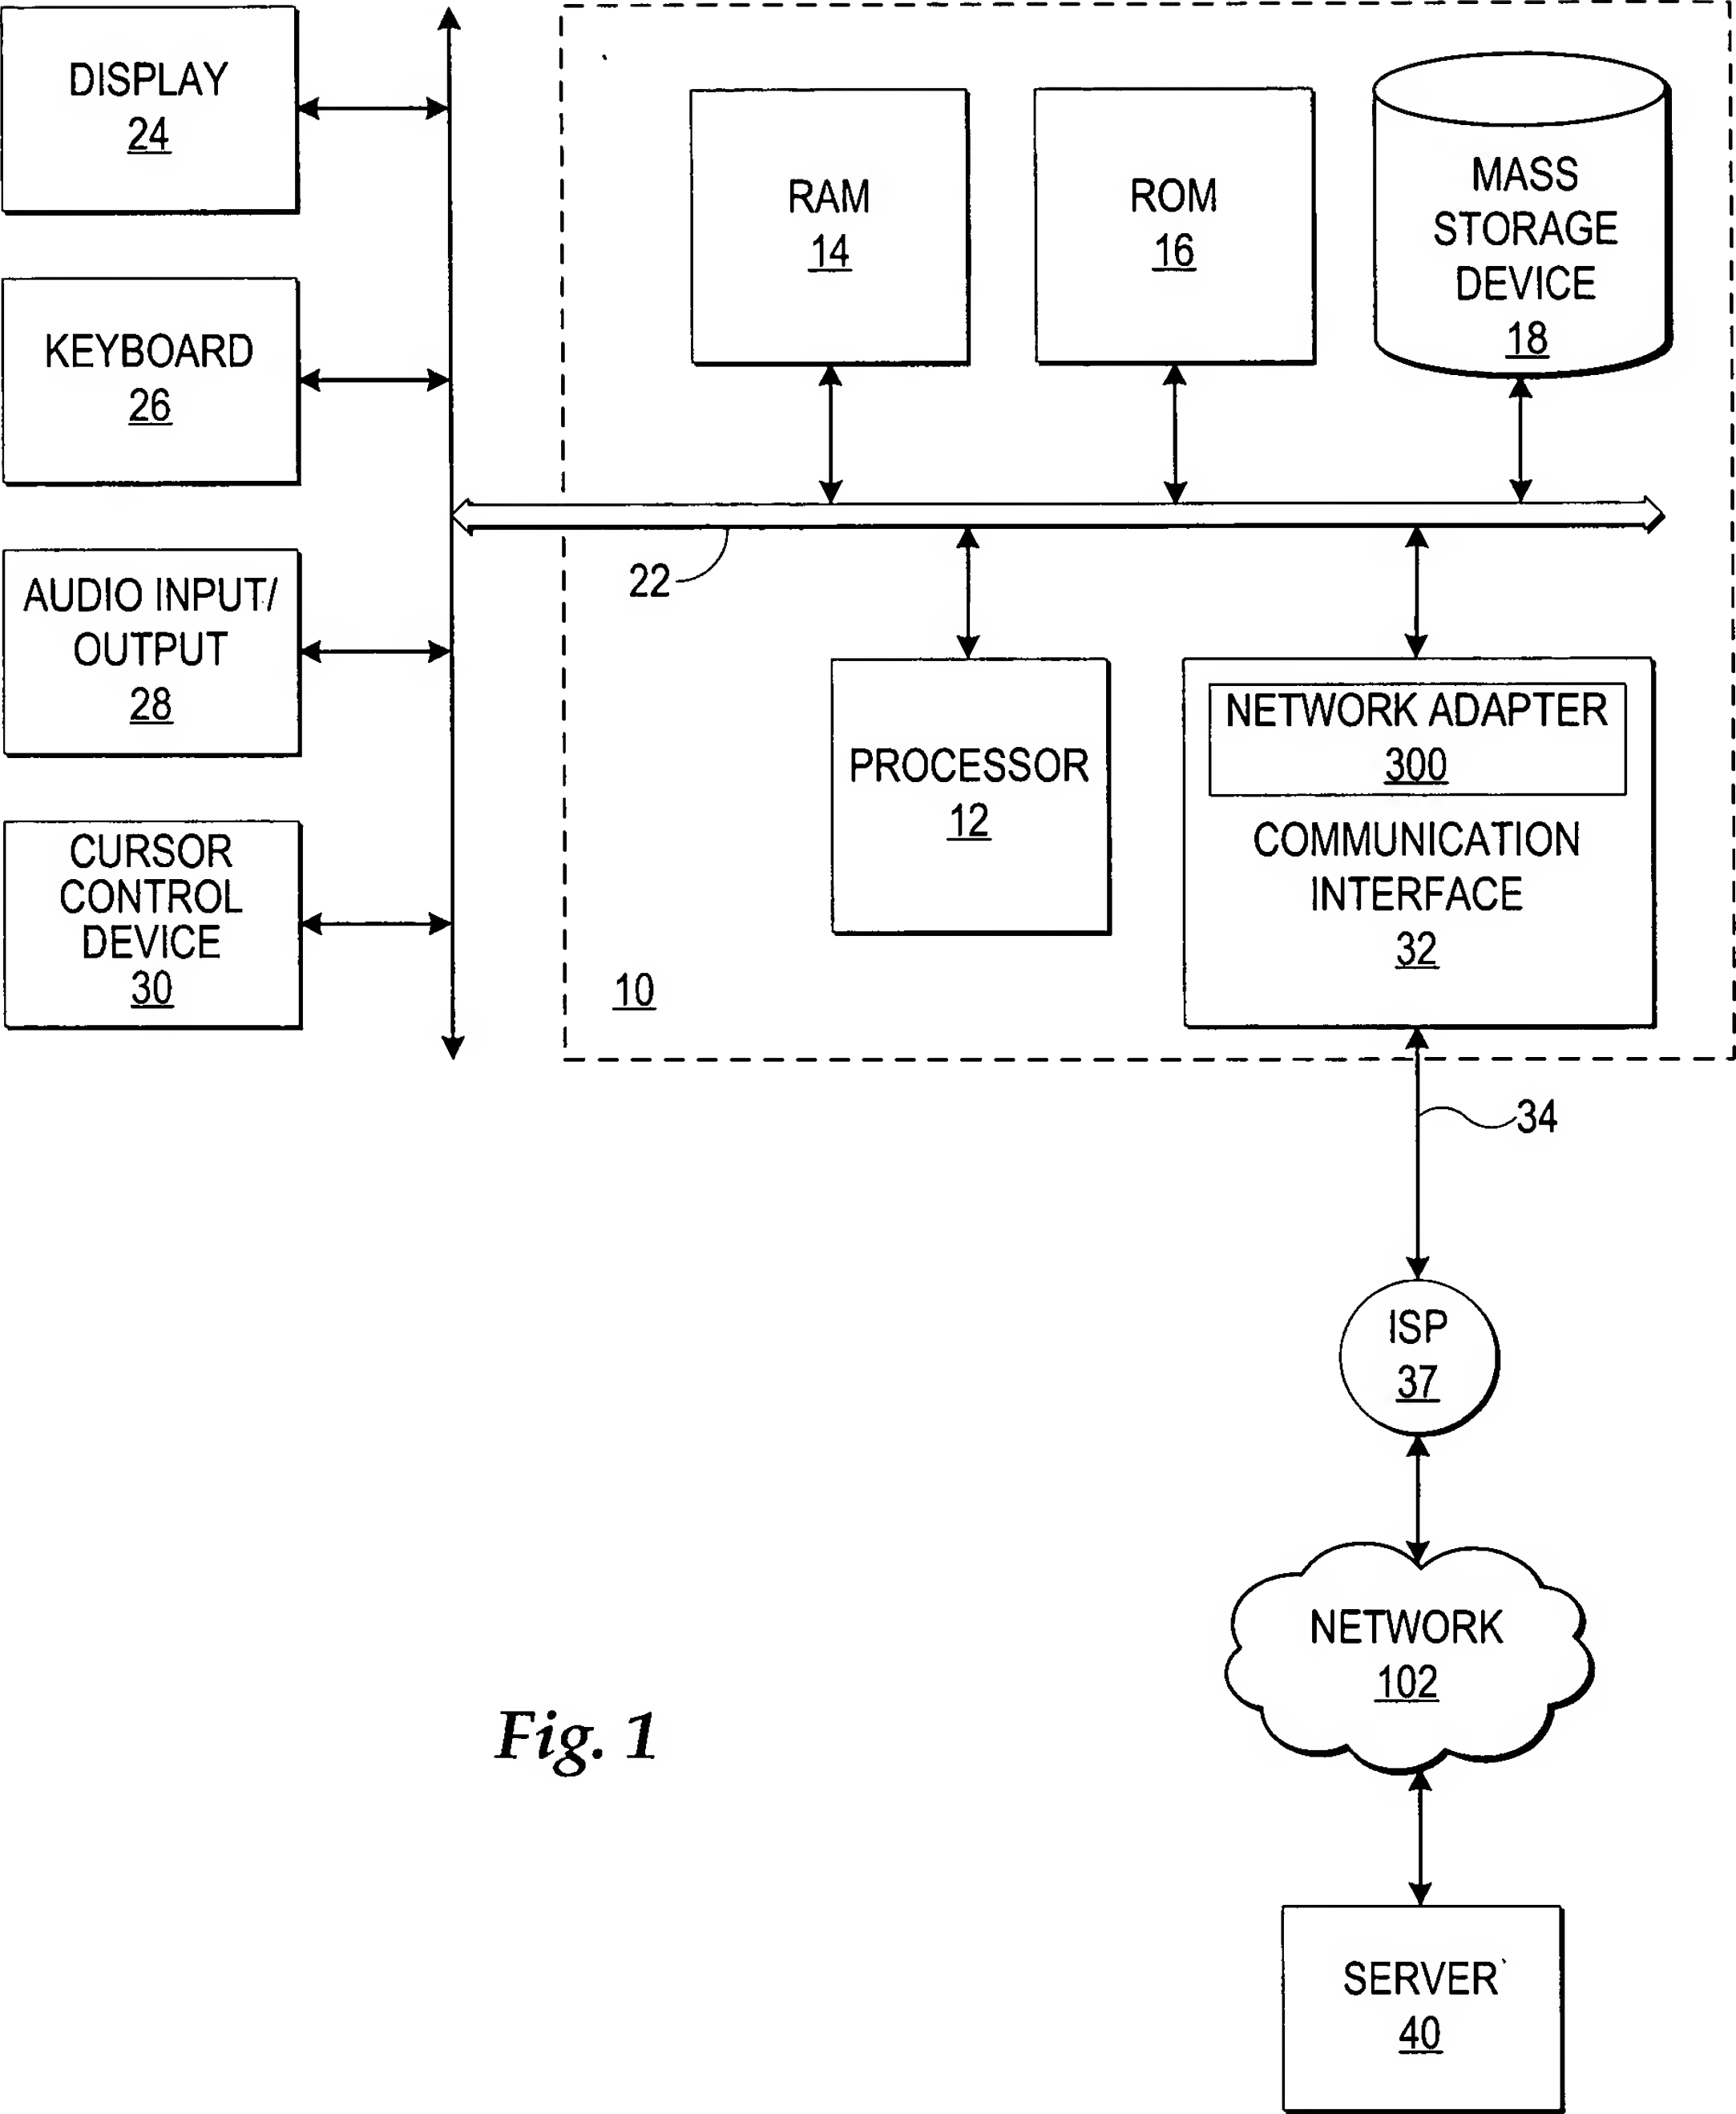 DISPLAY
24
KEYBOARD
26
AUDIO INPUT/
OUTPUT
28
CURSOR
CONTROL
DEVICE
30
RAM
14
ROM
16
MASS
STORAGE
DEVICE
18
22
PROCESSOR
12
NETWORK ADAPTER
300
COMMUNICATION
INTERFACE
32
10
34
ISP
37
NETWORK
102
Fig. 1
SERVER
40